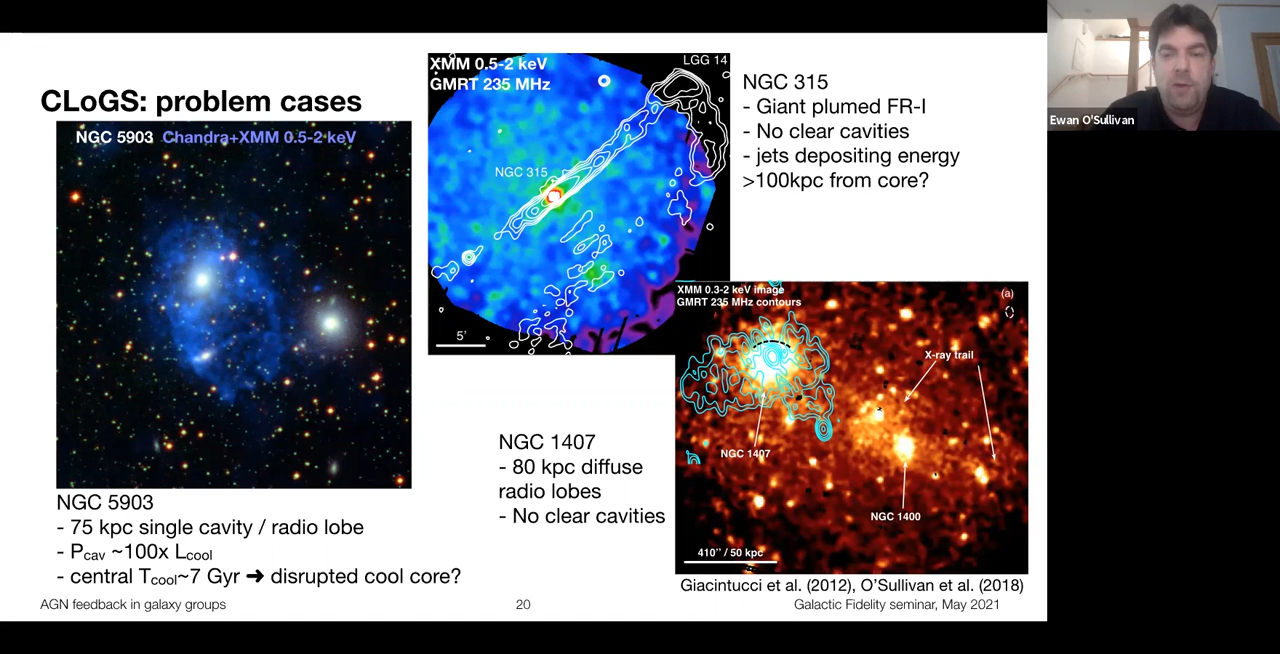 CLoGS: problem cases
NGC 5903 Chandra+XMM 0.5-2 keV
XMM 0.5-2 keV
GMRT 235 MHz
LGG 14
NGC 315
5'
NGC 315
- Giant plumed FR-I
- No clear cavities
- jets depositing energy
>100kpc from core?
Ewan O'Sullivan
XMM 0.3-2 keV image
GMRT 235 MHz contours
(a)
X-ray trail
NGC 1407
NGC 1400
410'' / 50 kpc
NGC 1407
- 80 kpc diffuse
radio lobes
- No clear cavities
Giacintucci et al. (2012), O'Sullivan et al. (2018)
NGC 5903
- 75 kpc single cavity / radio lobe
- Pcav ~100x Lcool
- central Tcool~7 Gyr ➔ disrupted cool core?
AGN feedback in galaxy groups
20
Galactic Fidelity seminar, May 2021